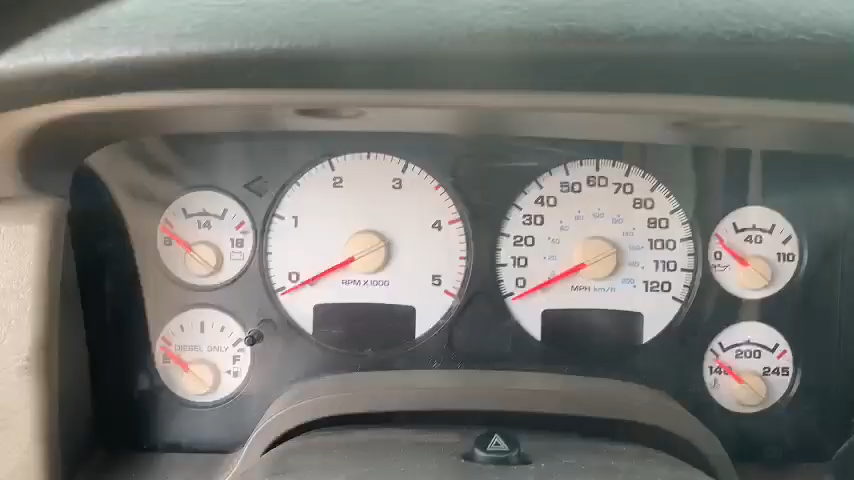 8 14 18
0 1 2 3 4 5
RPM X1000
0 10 20 30 40 50 60 70 80 80 100 110 120
MPH km/h
0 40 110
DIESEL ONLY
F
140 200 245